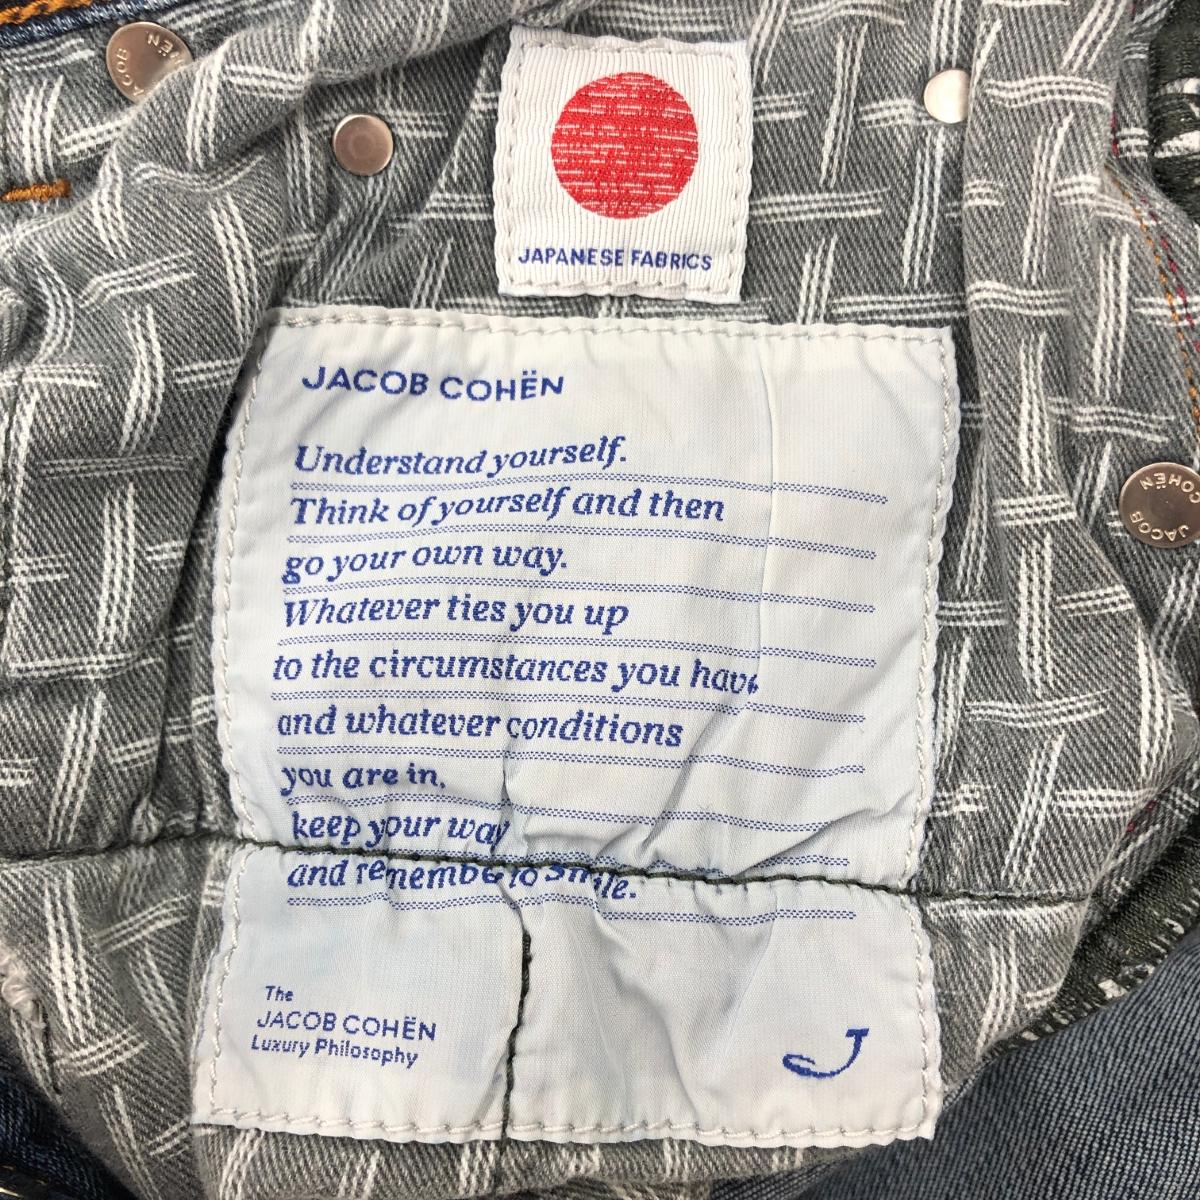 JACOB COHËN
JAPANESE FABRICS
JACOB COHËN
Understand yourself.
Think of yourself and then
go your own way.
Whatever ties you up
to the circumstances you have
and whatever conditions
you are in,
keep your way
and remember to smile.
The
JACOB COHËN
Luxury Philosophy
J
JACOB COHËN